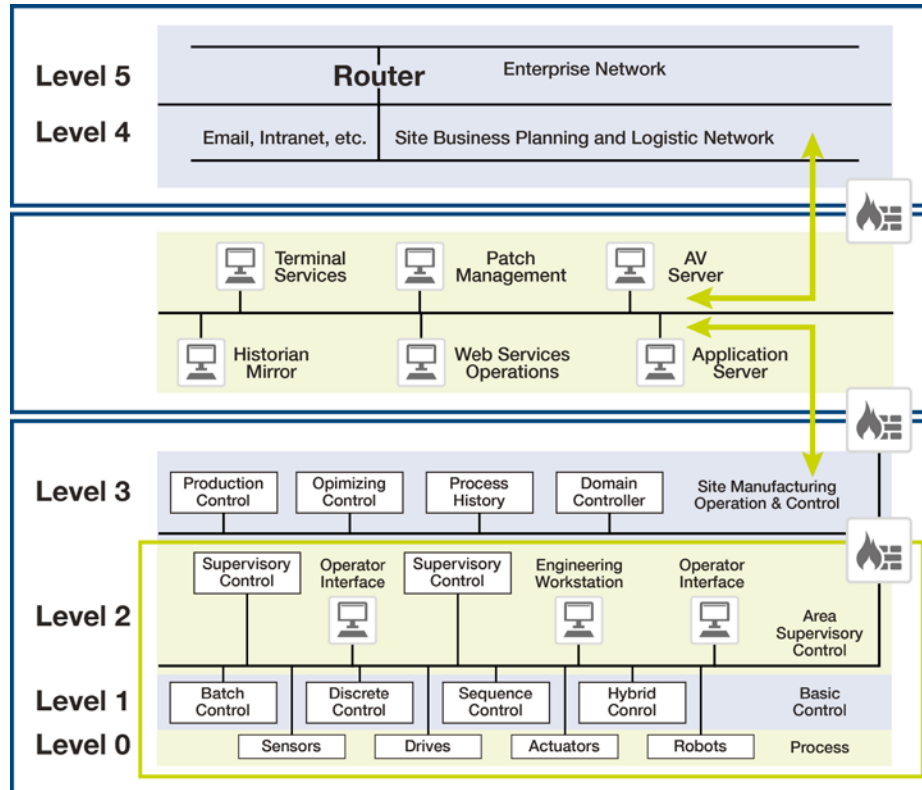 Level 5
Router
Enterprise Network
Level 4
Email, Intranet, etc.
Site Business Planning and Logistic Network
Terminal
Services
Patch
Management
AV
Server
Historian
Mirror
Web Services
Operations
Application
Server
Level 3
Production
Control
Opimizing
Control
Process
History
Domain
Controller
Site Manufacturing
Operation & Control
Level 2
Supervisory
Control
Operator
Interface
Supervisory
Control
Engineering
Workstation
Operator
Interface
Area
Supervisory
Control
Level 1
Batch
Control
Discrete
Control
Sequence
Control
Hybrid
Conrol
Basic
Control
Level 0
Sensors
Drives
Actuators
Robots
Process